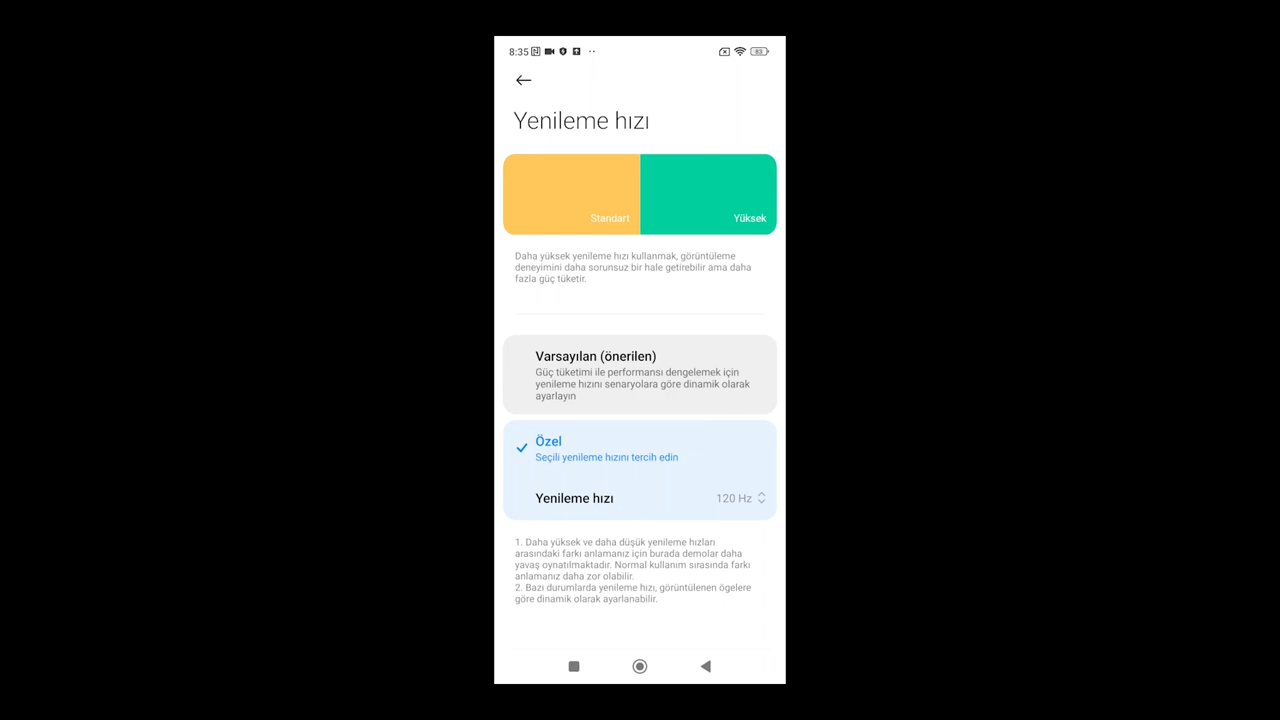 8:35
83
Yenileme hızı
Standart
Yüksek
Daha yüksek yenileme hızı kullanmak, görüntüleme
deneyimini daha sorunsuz bir hale getirebilir ama daha
fazla güç tüketir.
Varsayılan (önerilen)
Güç tüketimi ile performansı dengelemek için
yenileme hızını senaryolara göre dinamik olarak
ayarlayın
Özel
Seçili yenileme hızını tercih edin
Yenileme hızı
120 Hz
1. Daha yüksek ve daha düşük yenileme hızları
arasındaki farkı anlamanız için burada demolar daha
yavaş oynatılmaktadır. Normal kullanım sırasında farkı
anlamanız daha zor olabilir.
2. Bazı durumlarda yenileme hızı, görüntülenen ögelere
göre dinamik olarak ayarlanabilir.